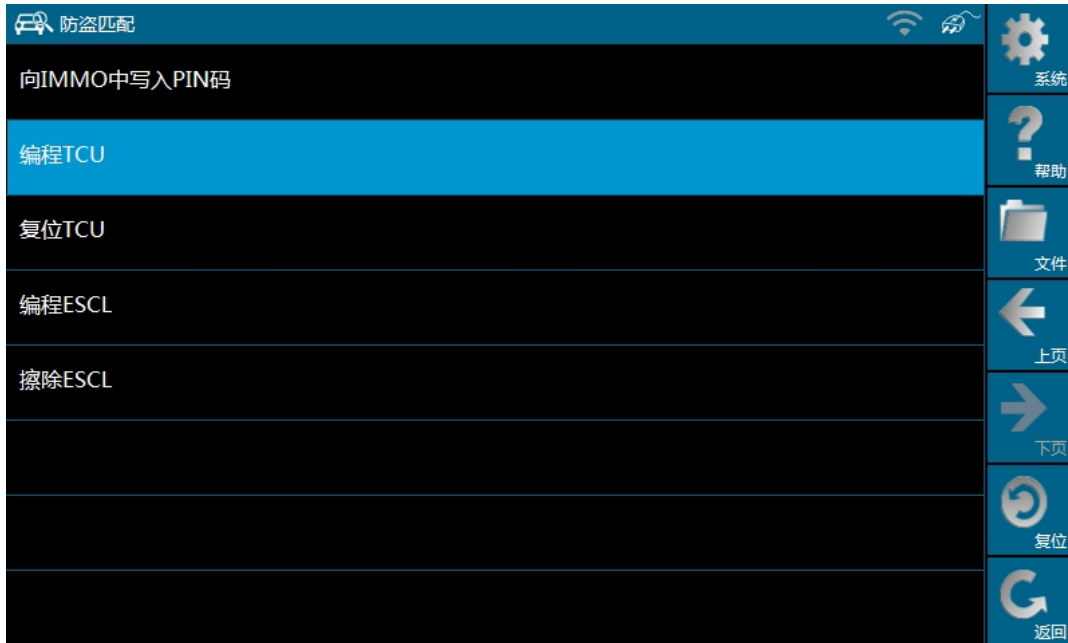 防盗匹配
系统
向IMMO中写入PIN码
帮助
编程TCU
复位TCU
文件
编程ESCL
上页
擦除ESCL
下页
复位
返回